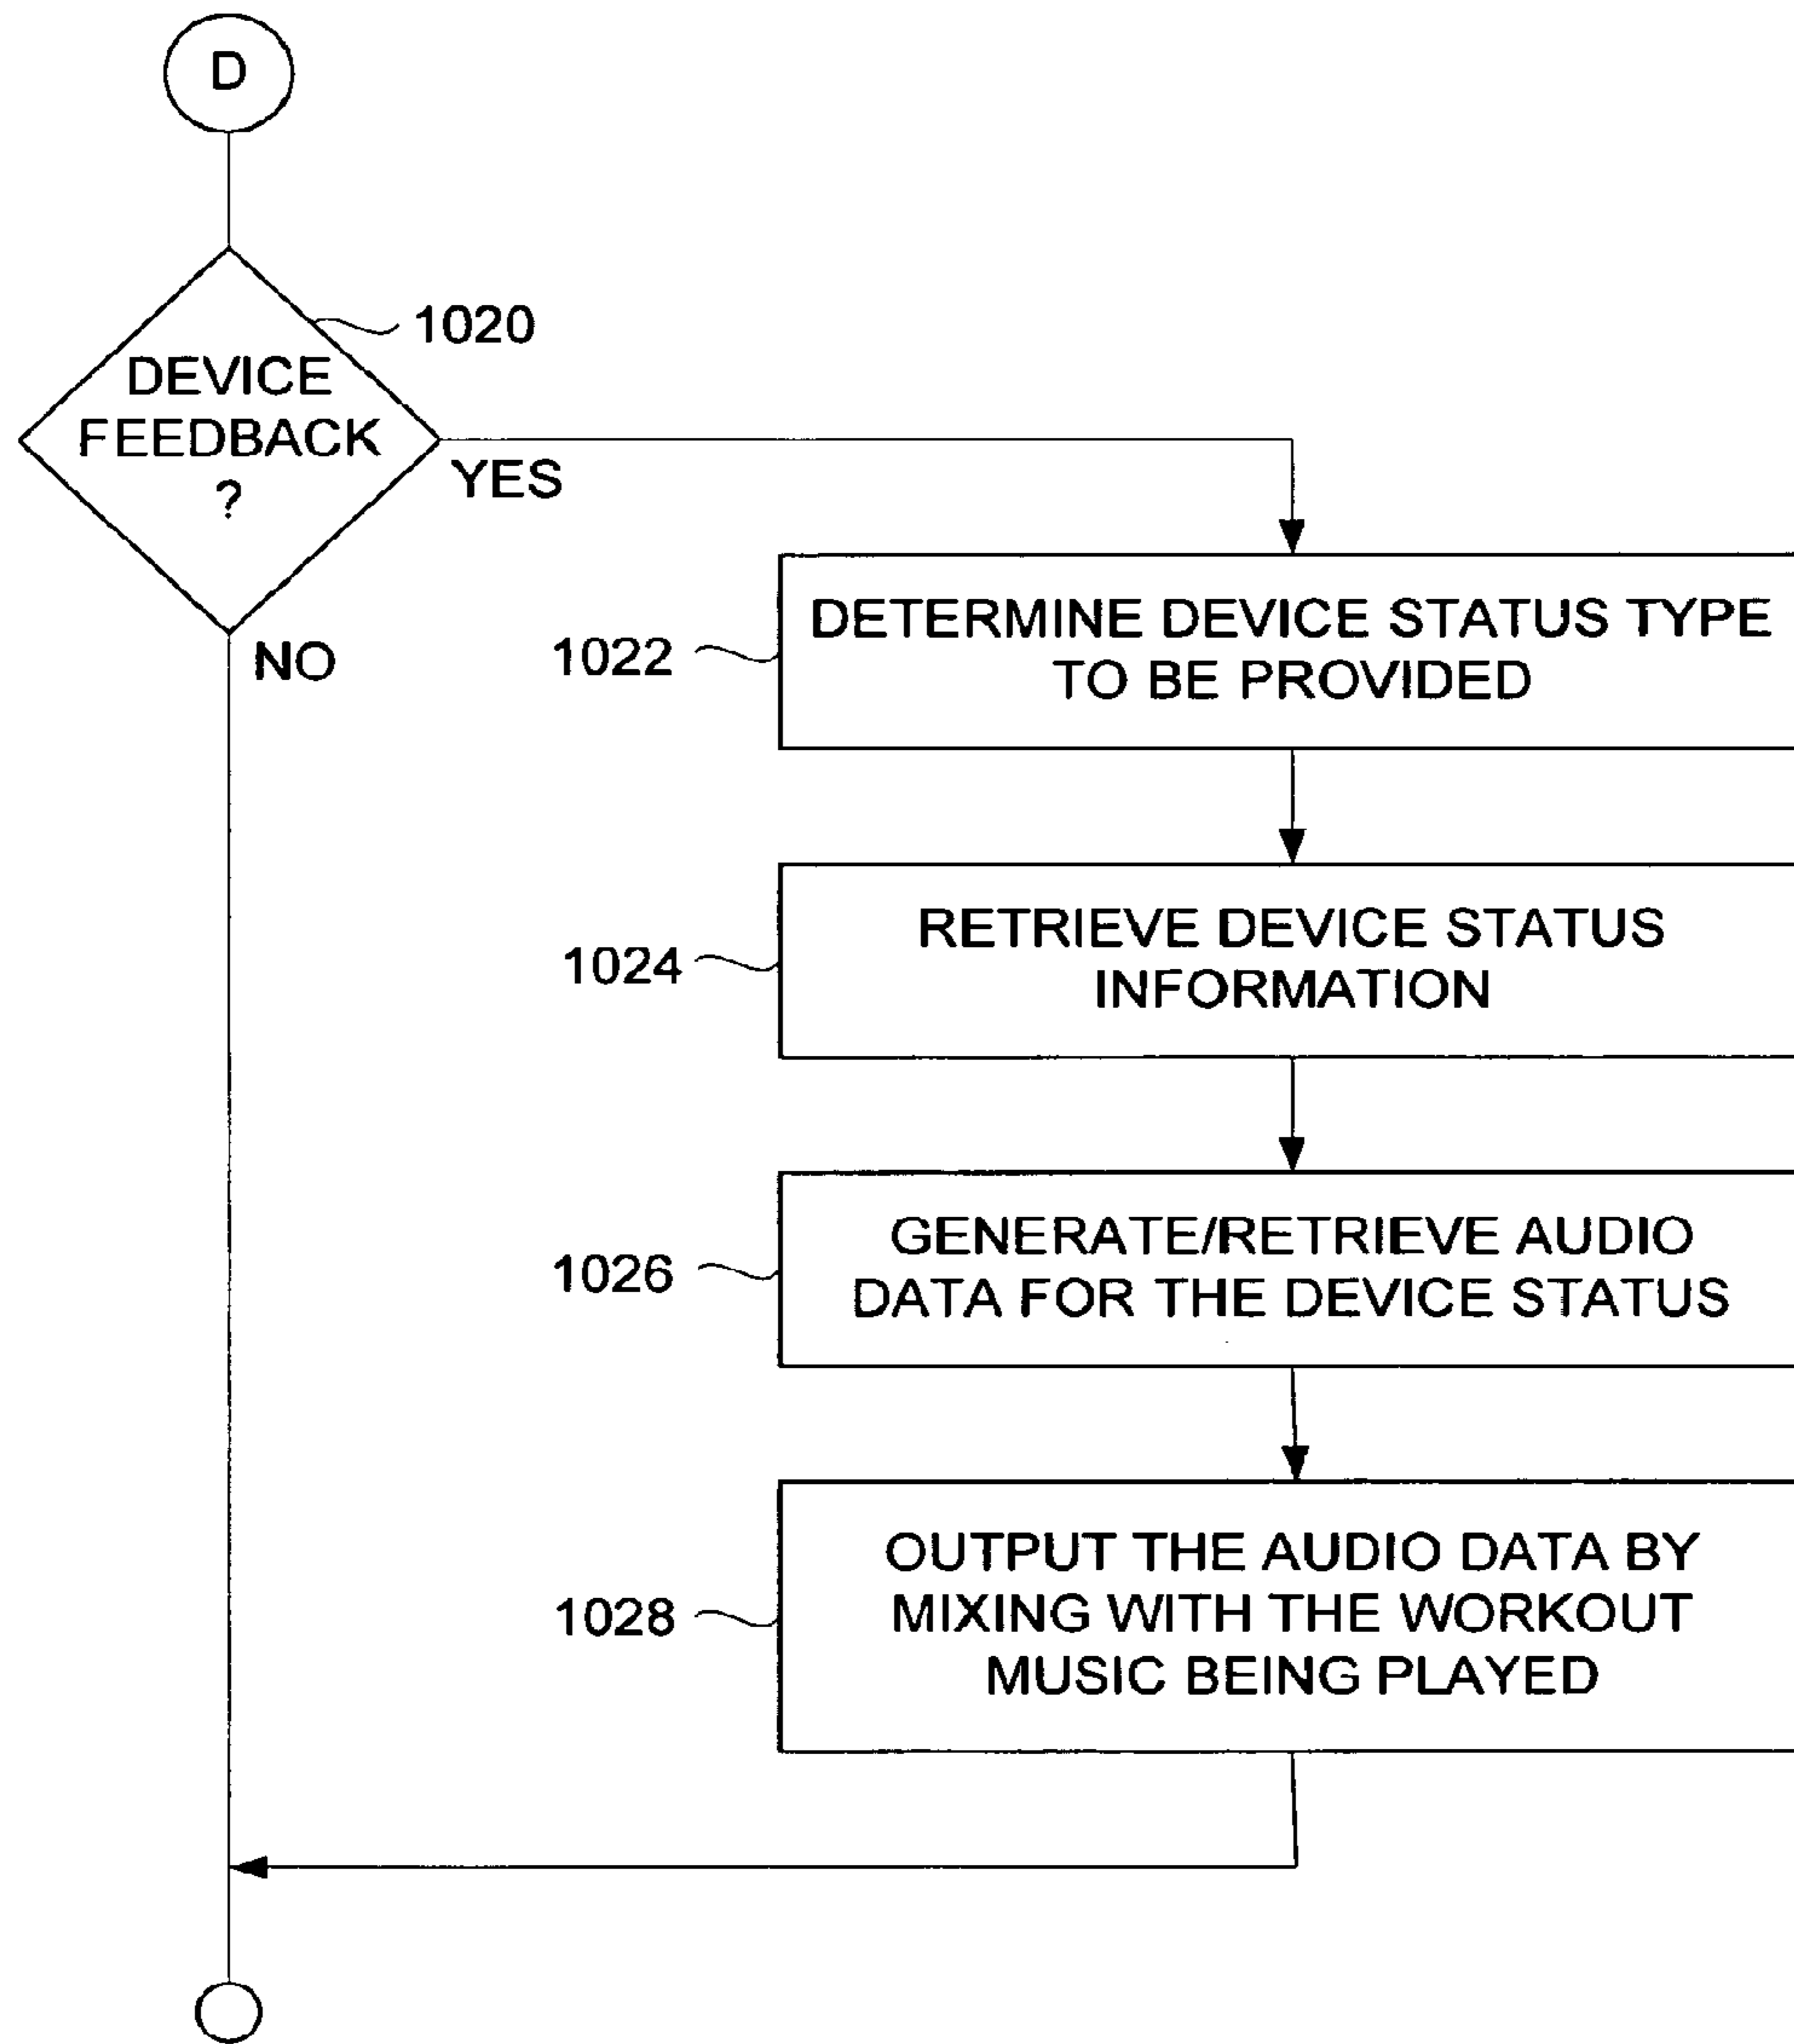 D
1020
DEVICE
FEEDBACK
?
YES
NO
1022
DETERMINE DEVICE STATUS TYPE
TO BE PROVIDED
1024
RETRIEVE DEVICE STATUS
INFORMATION
1026
GENERATE/RETRIEVE AUDIO
DATA FOR THE DEVICE STATUS
1028
OUTPUT THE AUDIO DATA BY
MIXING WITH THE WORKOUT
MUSIC BEING PLAYED